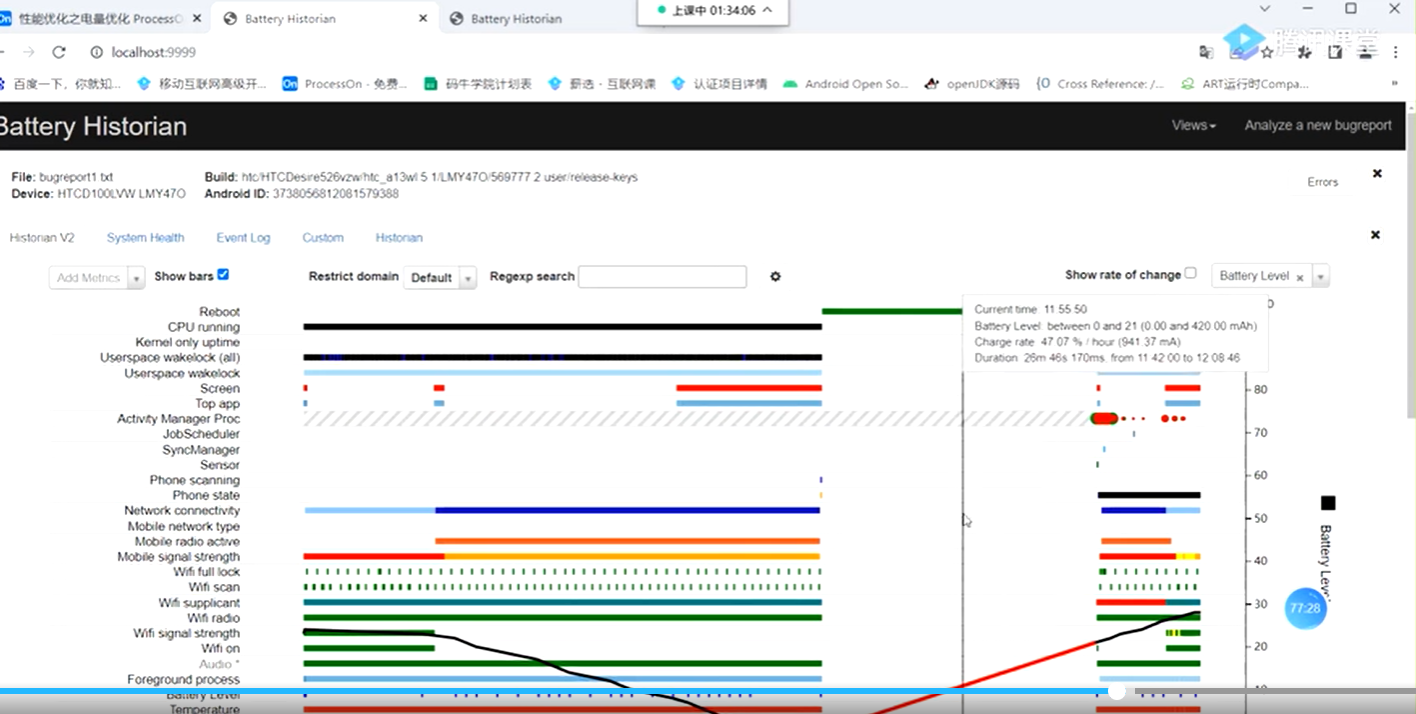 On 性能优化之电量优化 ProcessO
Battery Historian
Battery Historian
上课中 01:34:06
腾讯课堂
localhost:9999
百度一下，你就知...
移动互联网高级开...
On ProcessOn - 免费...
码牛学院计划表
薪选 · 互联网课
认证项目详情
Android Open So...
openJDK源码
Cross Reference: /...
ART运行时Compa...
Battery Historian
Views
Analyze a new bugreport
File: bugreport1.txt
Build: htc/HTCDesire526vzw/htc_a13wl:5.1/LMY47O/569777.2:user/release-keys
Device: HTCD100LVW LMY47O
Android ID: 3738056812081579388
Errors
Historian V2
System Health
Event Log
Custom
Historian
Add Metrics
Show bars
Restrict domain
Default
Regexp search
Show rate of change
Battery Level ×
Reboot
CPU running
Kernel only uptime
Userspace wakelock (all)
Userspace wakelock
Screen
Top app
Activity Manager Proc
JobScheduler
SyncManager
Sensor
Phone scanning
Phone state
Network connectivity
Mobile network type
Mobile radio active
Mobile signal strength
Wifi full lock
Wifi scan
Wifi supplicant
Wifi radio
Wifi signal strength
Wifi on
Audio *
Foreground process
Battery Level
Temperature
Current time: 11:55:50
Battery Level: between 0 and 21 (0.00 and 420.00 mAh)
Charge rate: 47.07 % / hour (941.37 mA)
Duration: 26m 46s 170ms, from 11:42:00 to 12:08:46
80
70
60
50
40
30
20
10
Battery Level
77:28